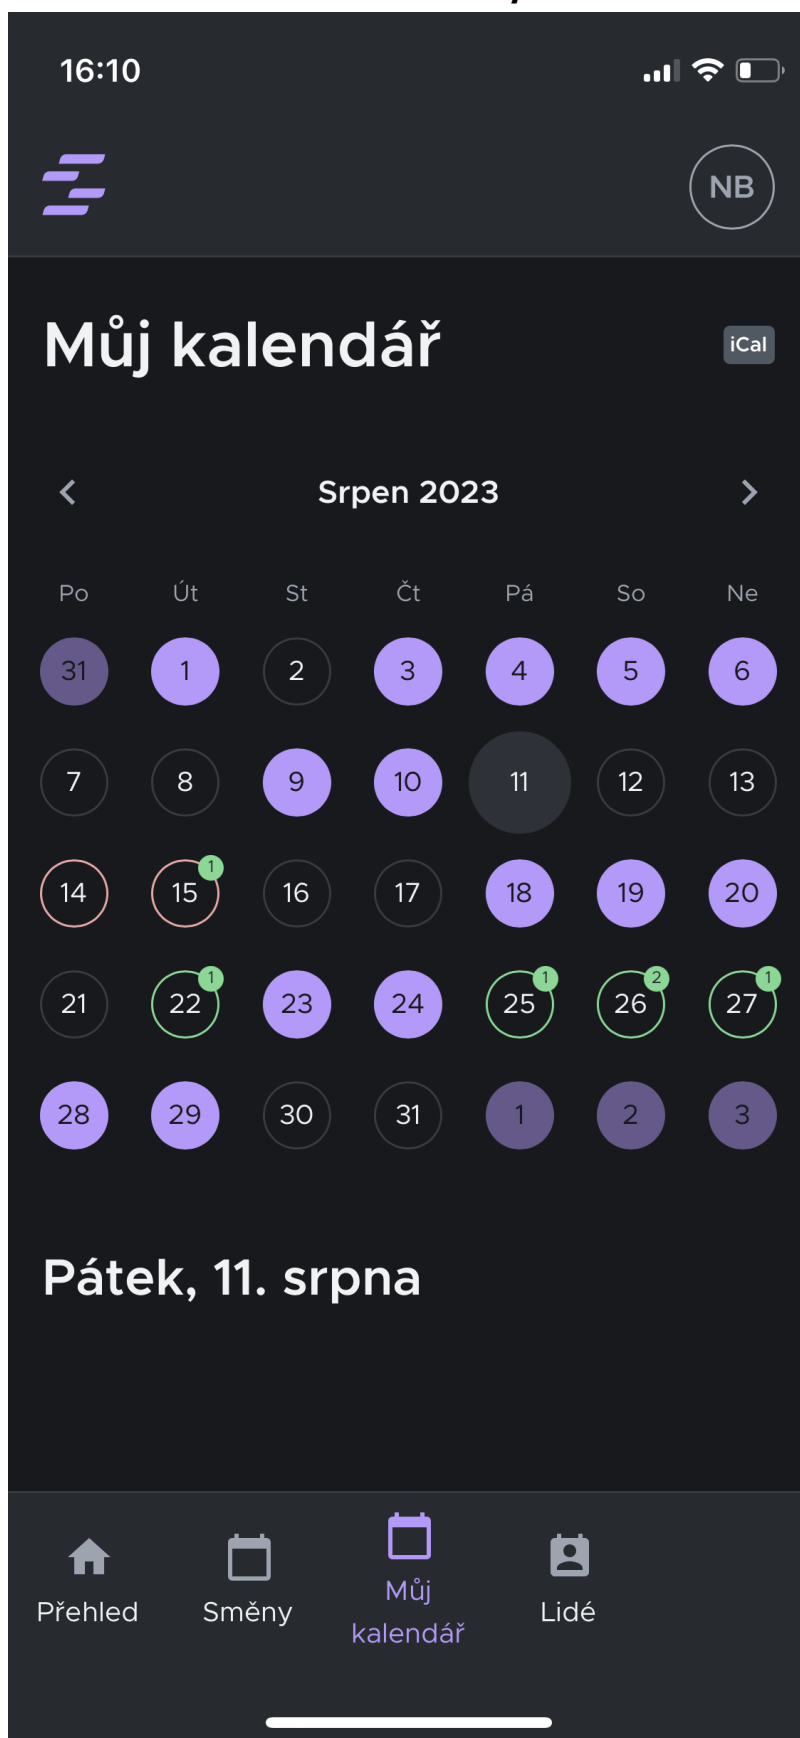 16:10
NB
Můj kalendář
iCal
Srpen 2023
Po Út St Čt Pá So Ne
31 1 2 3 4 5 6
7 8 9 10 11 12 13
1
14 15 16 17 18 19 20
1 1 2 1
21 22 23 24 25 26 27
28 29 30 31 1 2 3
Pátek, 11. srpna
Přehled
Směny
Můj
kalendář
Lidé